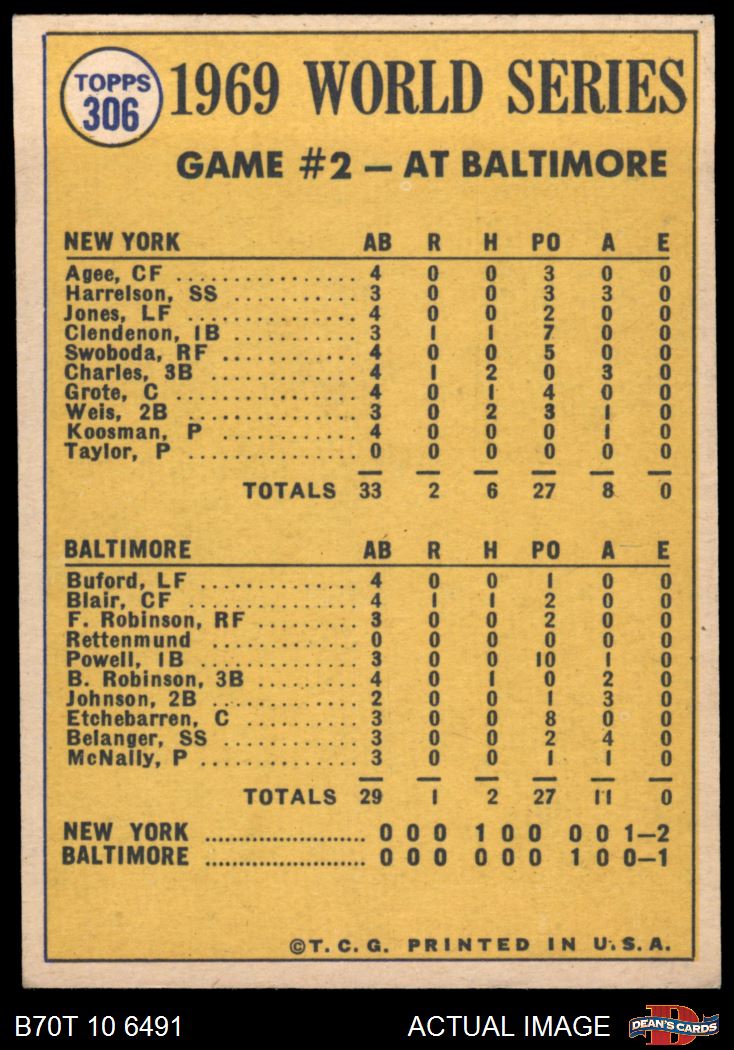 TOPPS
306
1969 WORLD SERIES
GAME #2 – AT BALTIMORE
NEW YORK AB R H PO A E
Agee, CF ................. 4 0 0 3 0 0
Harrelson, SS ............ 3 0 0 3 3 0
Jones, LF ................ 4 0 0 2 0 0
Clendenon, 1B ............ 3 1 1 7 0 0
Swoboda, RF ............ 4 0 0 5 0 0
Charles, 3B .............. 4 1 2 0 3 0
Grote, C ................. 4 0 1 4 0 0
Weis, 2B ................. 3 0 2 3 1 0
Koosman, P ............ 4 0 0 0 1 0
Taylor, P ................. 0 0 0 0 0 0
TOTALS 33 2 6 27 8 0
BALTIMORE AB R H PO A E
Buford, LF ............... 4 0 0 1 0 0
Blair, CF ................ 4 1 1 2 0 0
F. Robinson, RF .......... 3 0 0 2 0 0
Rettenmund ............... 0 0 0 0 0 0
Powell, 1B ............... 3 0 0 10 1 0
B. Robinson, 3B .......... 4 0 1 0 2 0
Johnson, 2B .............. 2 0 0 1 3 0
Etchebarren, C ........... 3 0 0 8 0 0
Belanger, SS ............. 3 0 0 2 4 0
McNally, P ............... 3 0 0 1 1 0
TOTALS 29 1 2 27 11 0
NEW YORK ........................ 0 0 0 1 0 0 0 0 1–2
BALTIMORE ........................ 0 0 0 0 0 0 1 0 0–1
©T. C. G. PRINTED IN U.S.A.
B70T 10 6491 ACTUAL IMAGE
D
DEAN'S CARDS